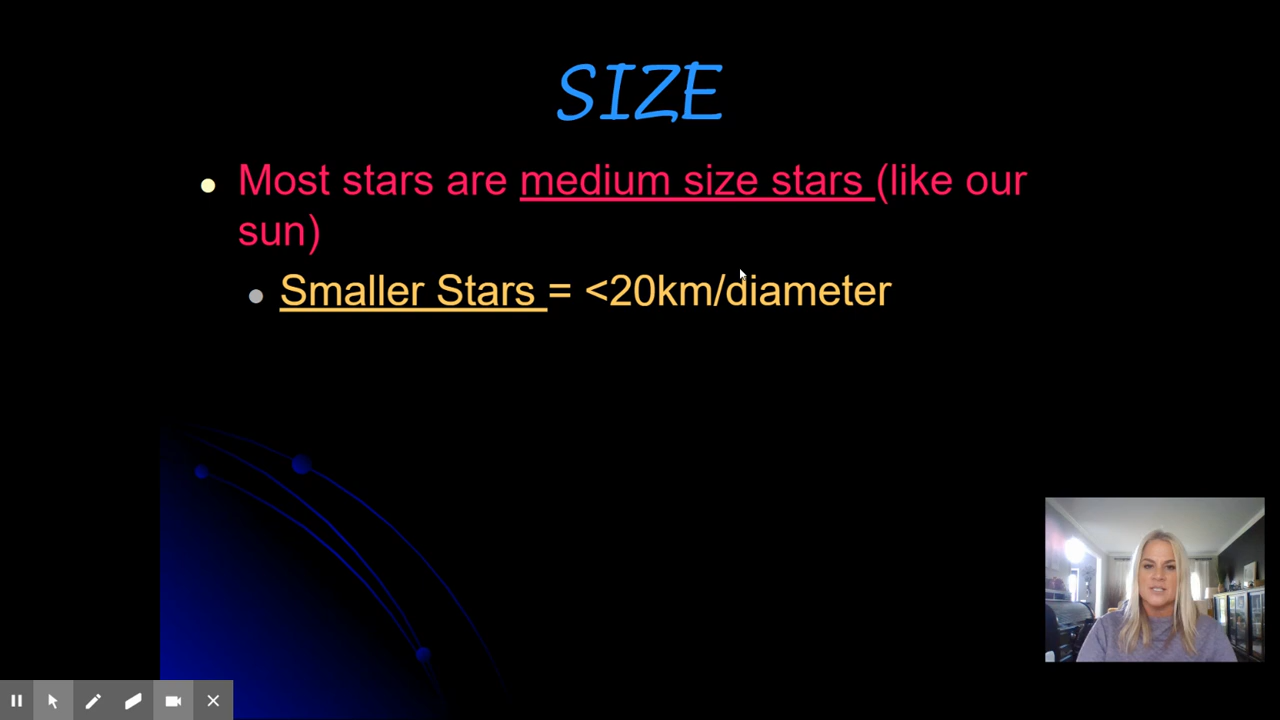 SIZE
Most stars are medium size stars (like our
sun)
Smaller Stars = <20km/diameter